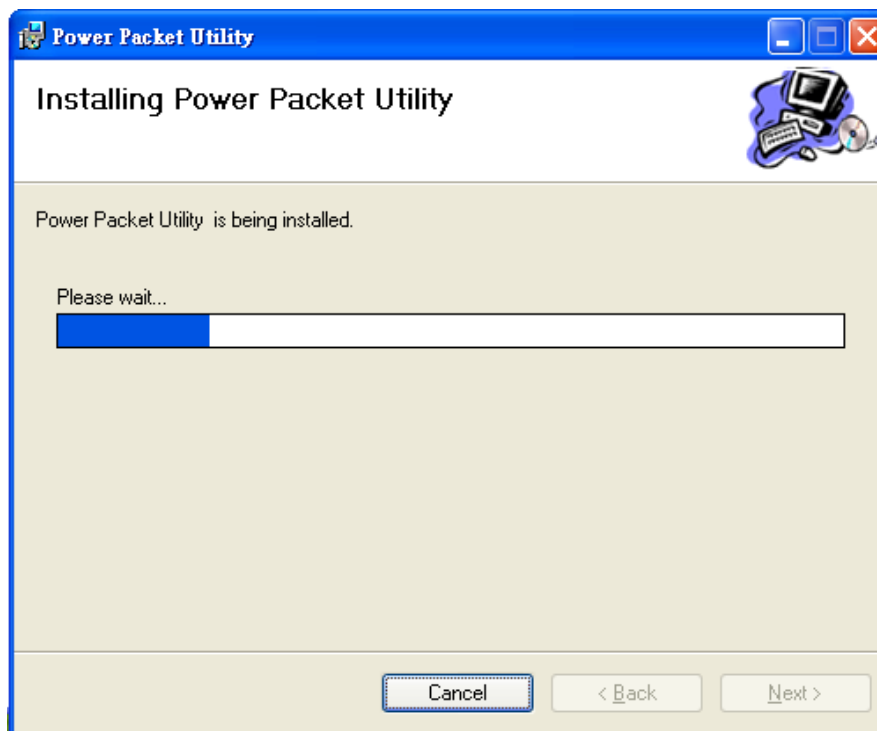 Power Packet Utility
Installing Power Packet Utility
Power Packet Utility  is being installed.
Please wait...
Cancel
< Back
Next >